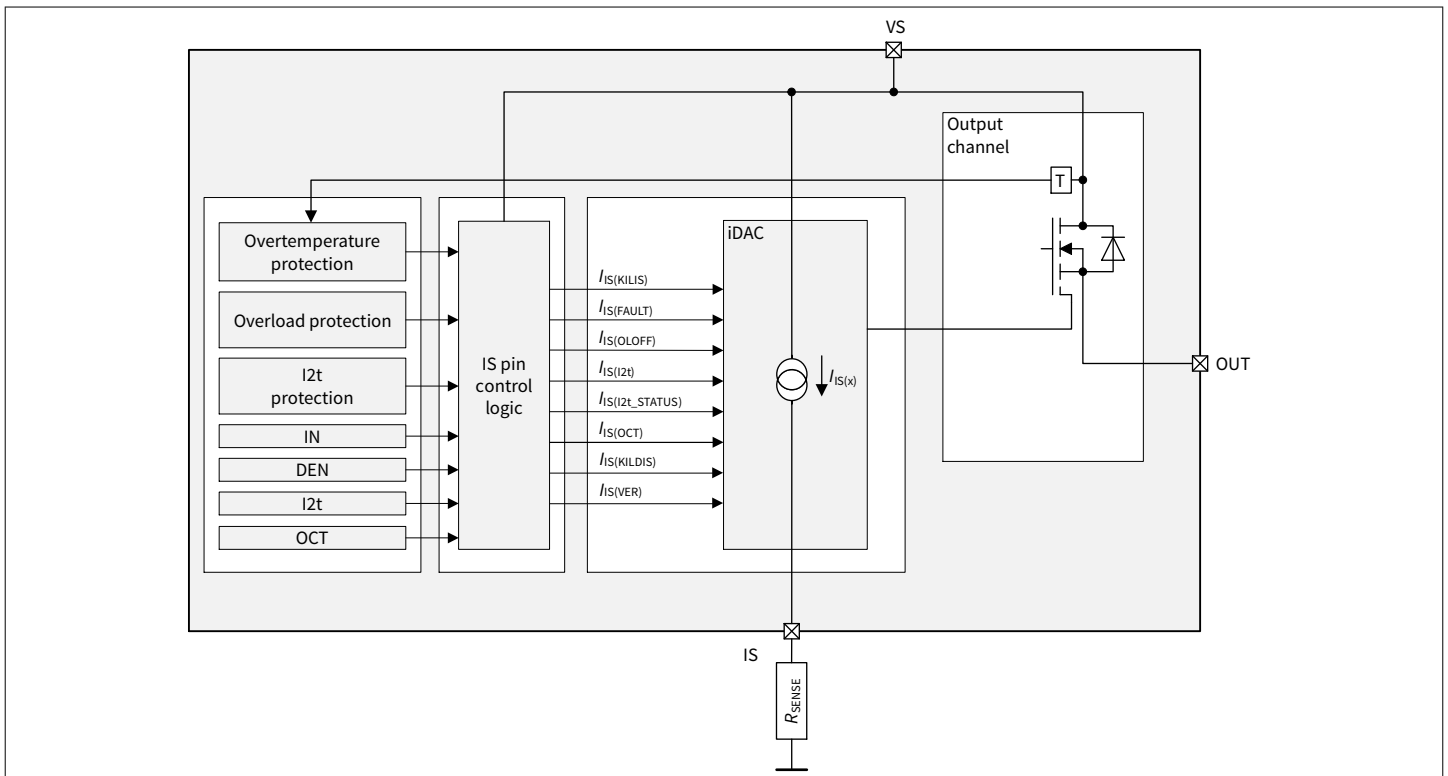 VS
Output
channel
T
Overtemperature
protection
Overload protection
I2t
protection
IN
DEN
I2t
OCT
IS pin
control
logic
IIS(KILIS)
IIS(FAULT)
IIS(OLOFF)
IIS(I2t)
IIS(I2t_STATUS)
IIS(OCT)
IIS(KILDIS)
IIS(VER)
iDAC
IIS(x)
OUT
IS
RSENSE